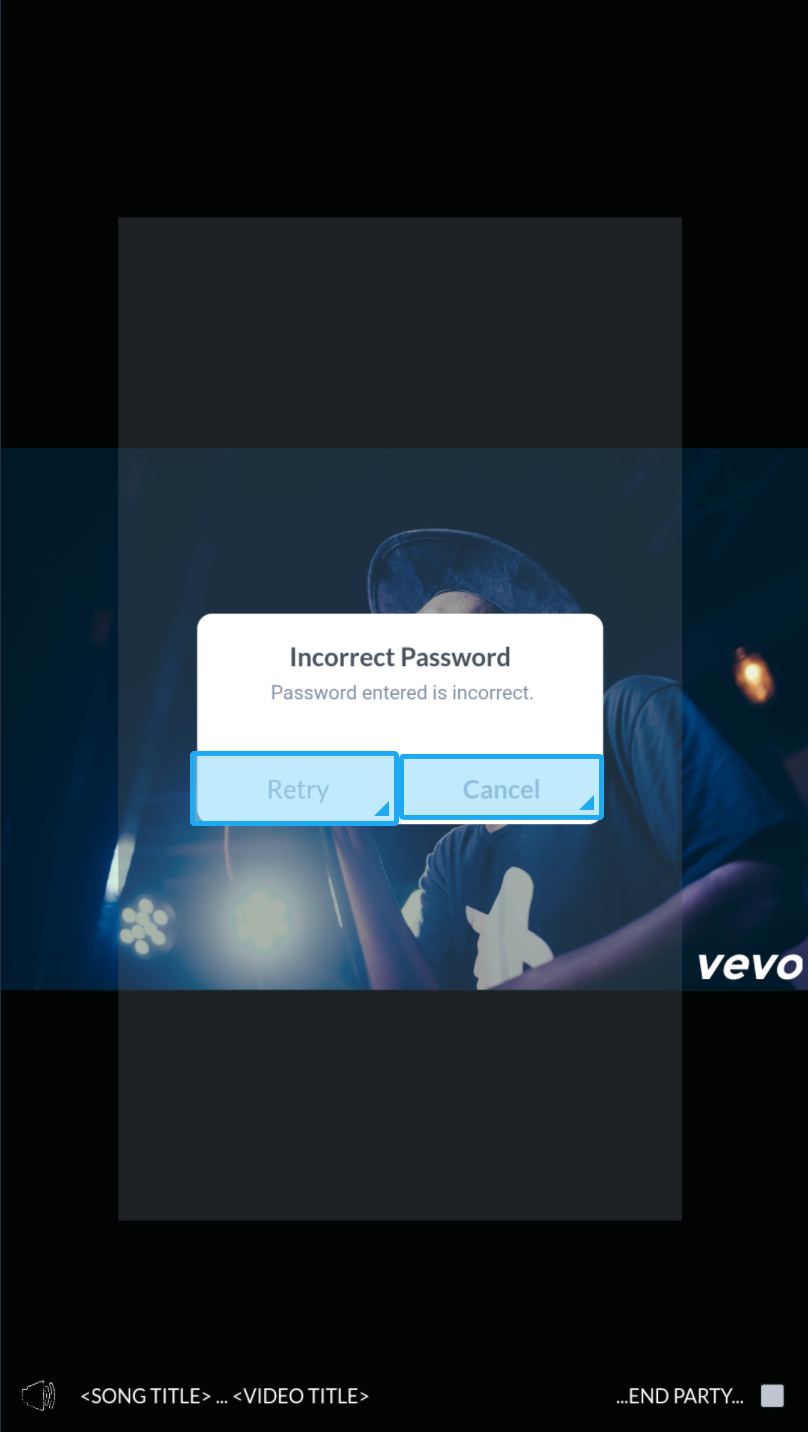 Incorrect Password
Password entered is incorrect.
Retry
Cancel
vevo
<SONG TITLE> ... <VIDEO TITLE>
...END PARTY...